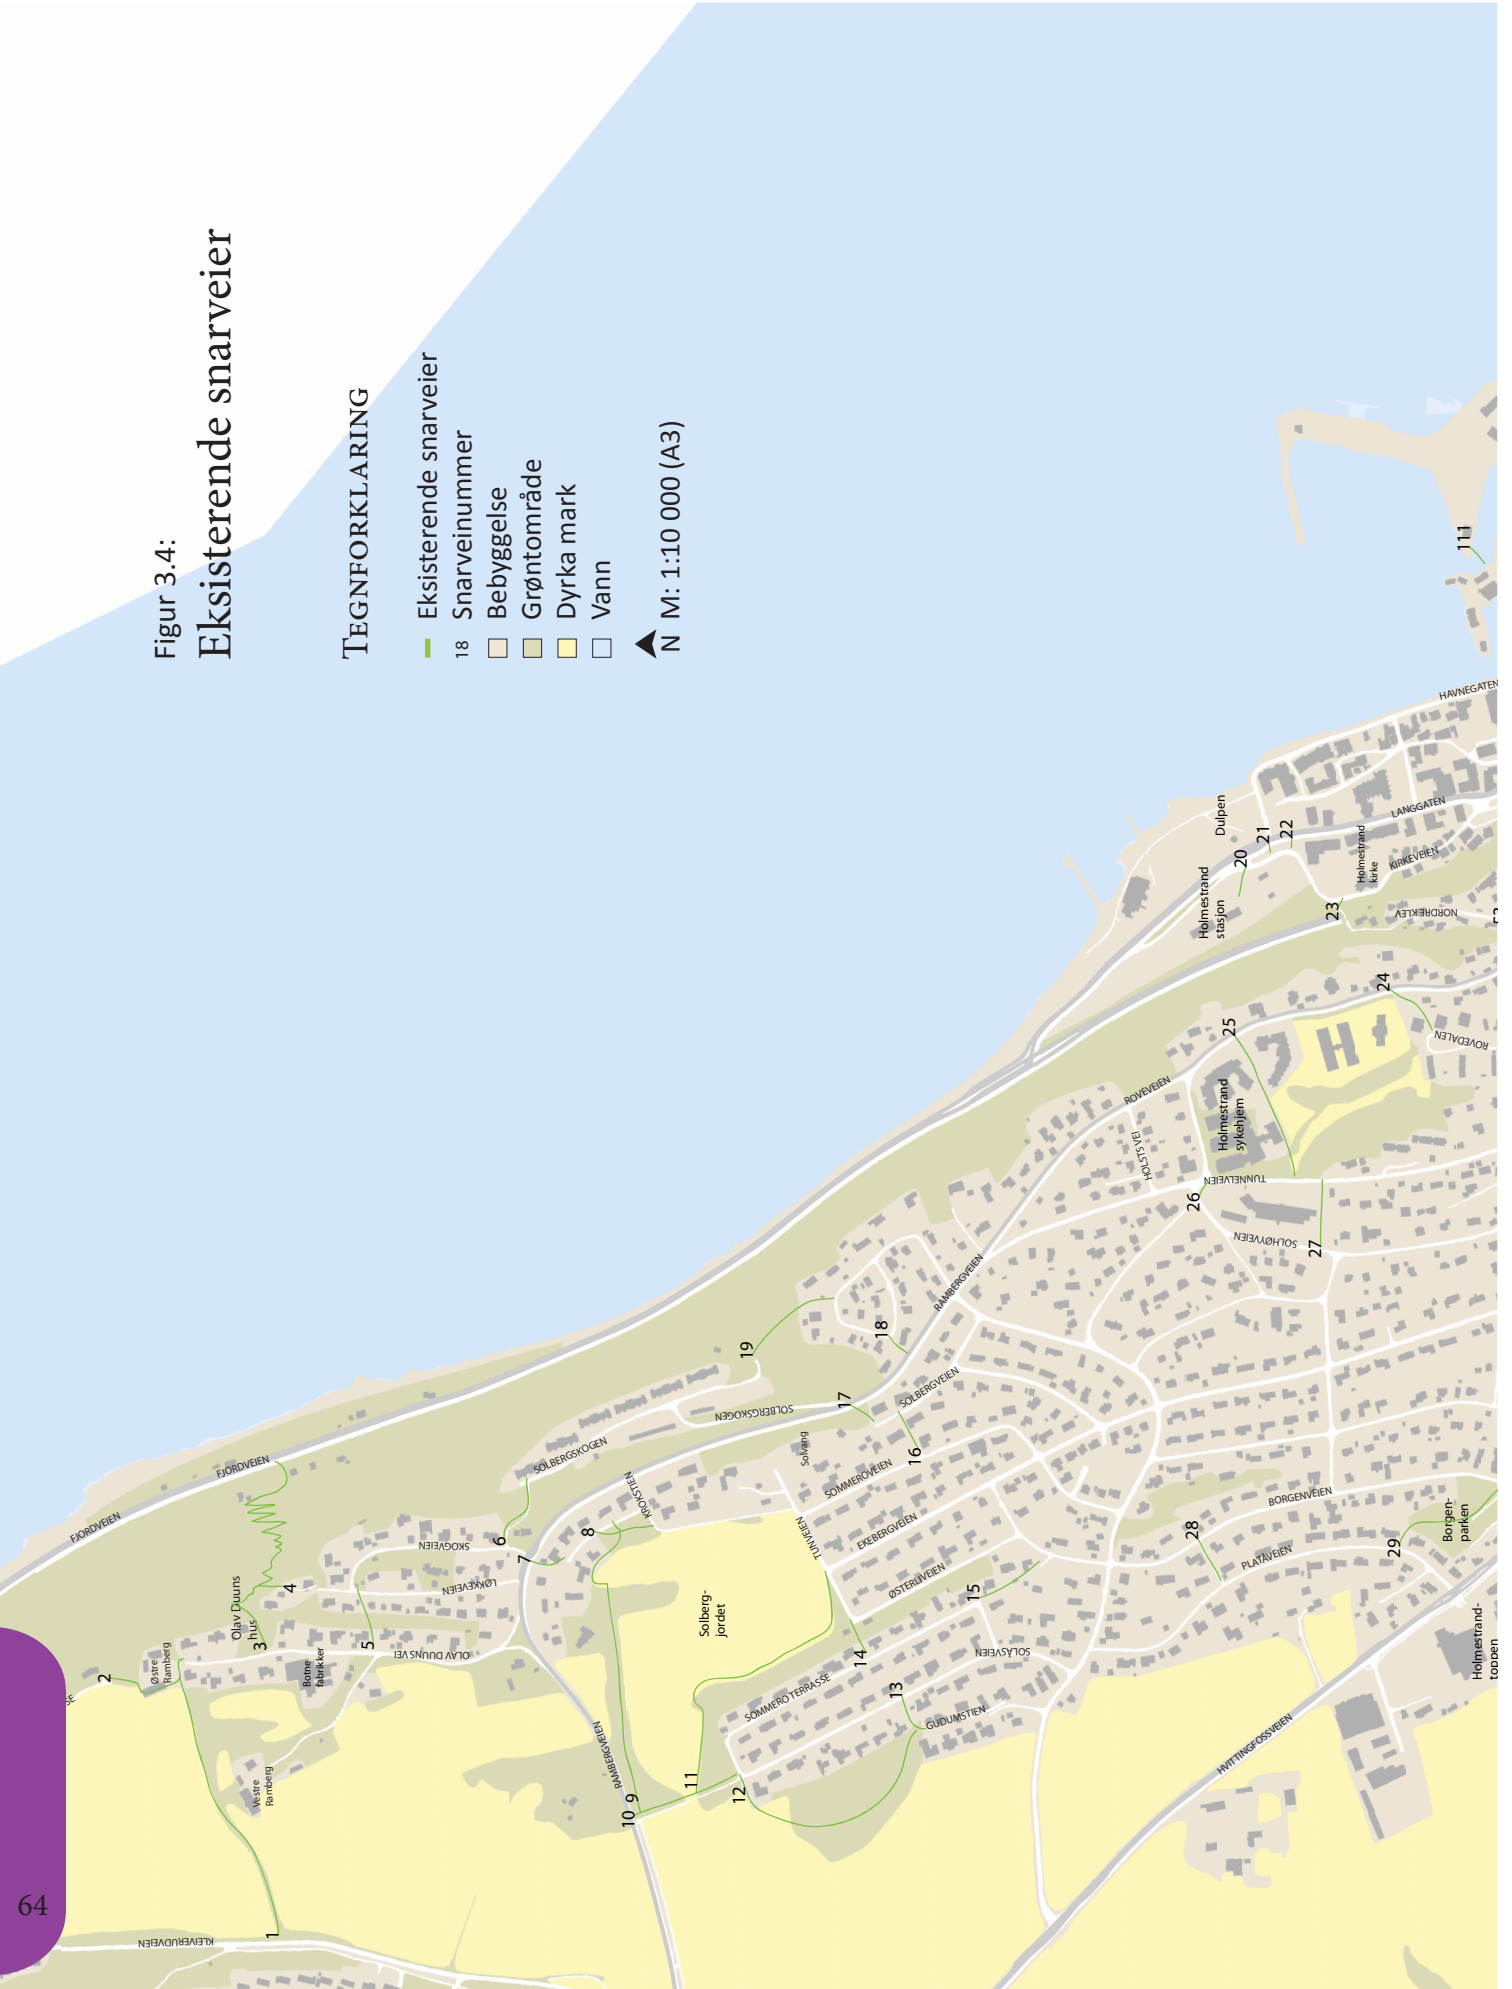 64
Figur 3.4:
Eksisterende snarveier
TEGNFORKLARING
Eksisterende snarveier
18 Snarveinummer
Bebyggelse
Grøntområde
Dyrka mark
Vann
N M: 1:10 000 (A3)
FJORDVEIEN
FJORDVEIEN
SE
2
Østre
Ramberg
Olav Duuns
hus
3
4
5
Botne
fabrikker
SKOGVEIEN
LØKKEVEIEN
OLAV DUUNS VEI
Vestre
Ramberg
1
KLEIVERUDVEIEN
6
7
8
SOLBERGSKOGEN
KROKSTIEN
SOLBERGSKOGEN
RAMBERGVEIEN
10
9
11
12
Solberg-
jordet
Solvang
TUNVEIEN
SOMMERO TERRASSE
13
GUDUMSTIEN
14
15
ØSTERLIVEIEN
SOLÅSVEIEN
EKEBERGVEIEN
SOMMEROVEIEN
16
17
SOLBERGVEIEN
18
19
RAMBERGVEIEN
ROVEVEIEN
HOLSTS VEI
Holmestrand
stasjon
Dulpen
20
21
22
23
Holmestrand
kirke
KIRKEVEIEN
LANGGATEN
HAVNEGATEN
NORDRE KLEV
111
24
25
ROVEDALEN
Holmestrand
sykehjem
26
TUNNELVEIEN
SOLHØYVEIEN
27
28
BORGENVEIEN
PLATÅVEIEN
29
Borgen-
parken
HVITTINGFOSSVEIEN
Holmestrand-
toppen